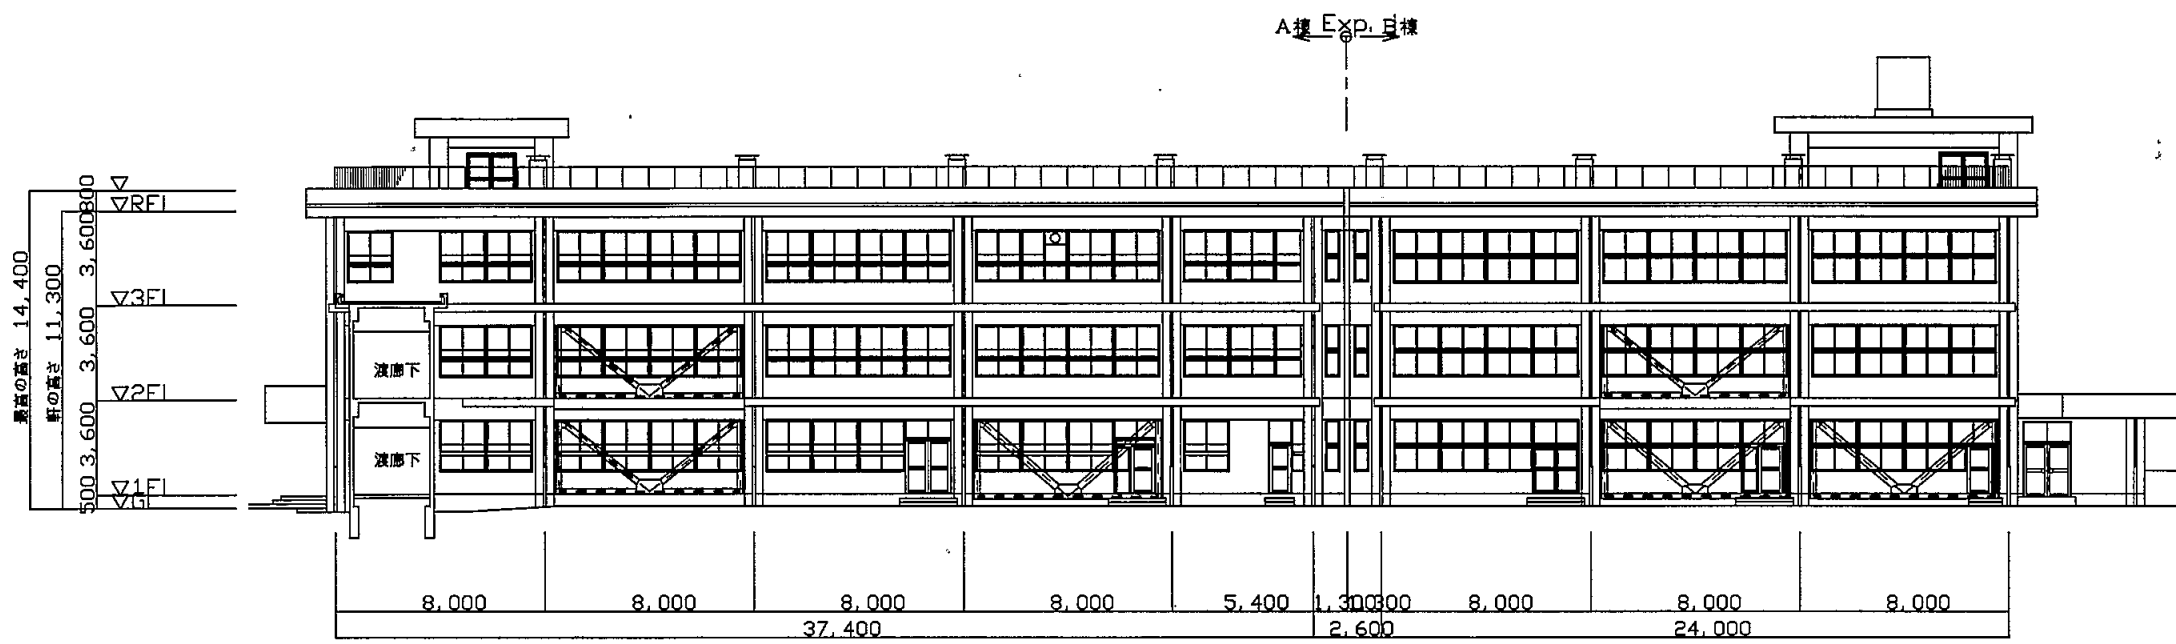 A棟 Exp. B棟
最高の高さ 14,400
軒の高さ 11,300
800
3,600
3,600
3,600
500
▽
▽RFl
▽3Fl
▽2Fl
▽1Fl
▽Gl
渡廊下
渡廊下
8,000 8,000 8,000 8,000 5,400 1,300 1,300 8,000 8,000 8,000
37,400 2,600 24,000